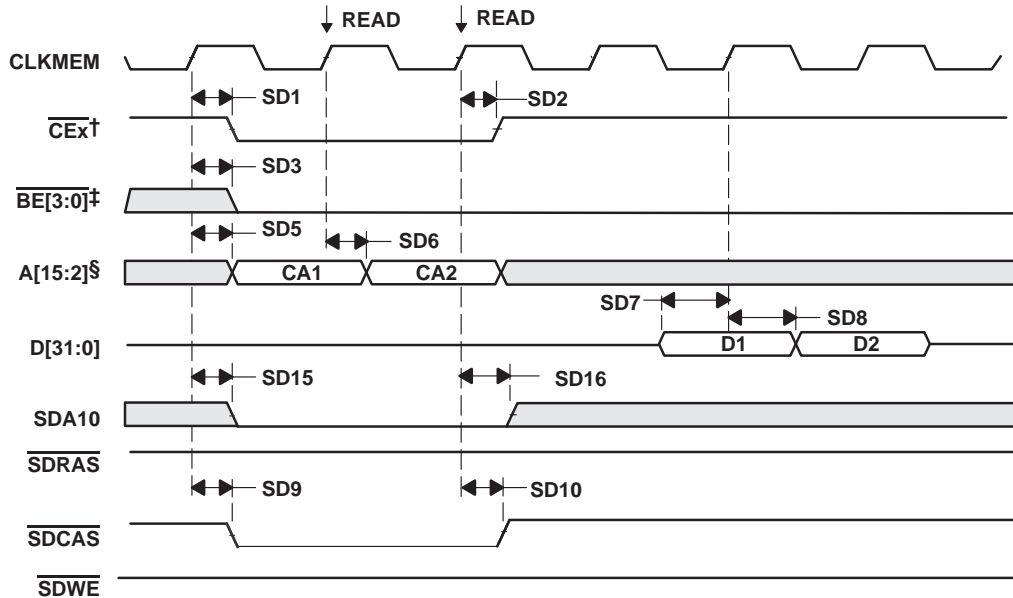 READ READ
CLKMEM
SD1 SD2
CEx†
SD3
BE[3:0]‡
SD5 SD6
A[15:2]§ CA1 CA2
SD7 SD8
D[31:0] D1 D2
SD15 SD16
SDA10
SDRAS
SD9 SD10
SDCAS
SDWE